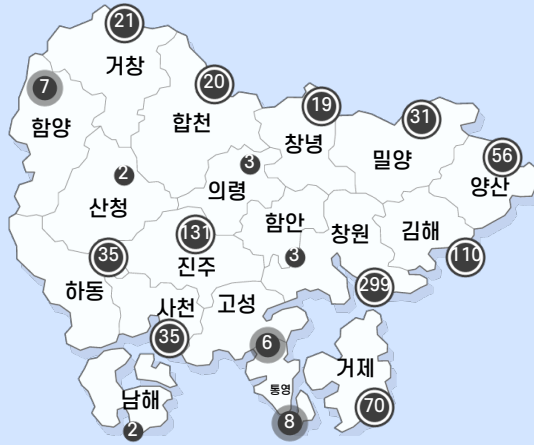 21
거창
7
함양
20
합천
19
창녕
31
밀양
56
양산
2
산청
3
의령
함안
3
창원
299
김해
110
131
진주
35
하동
사천
35
고성
6
통영
8
거제
70
남해
2